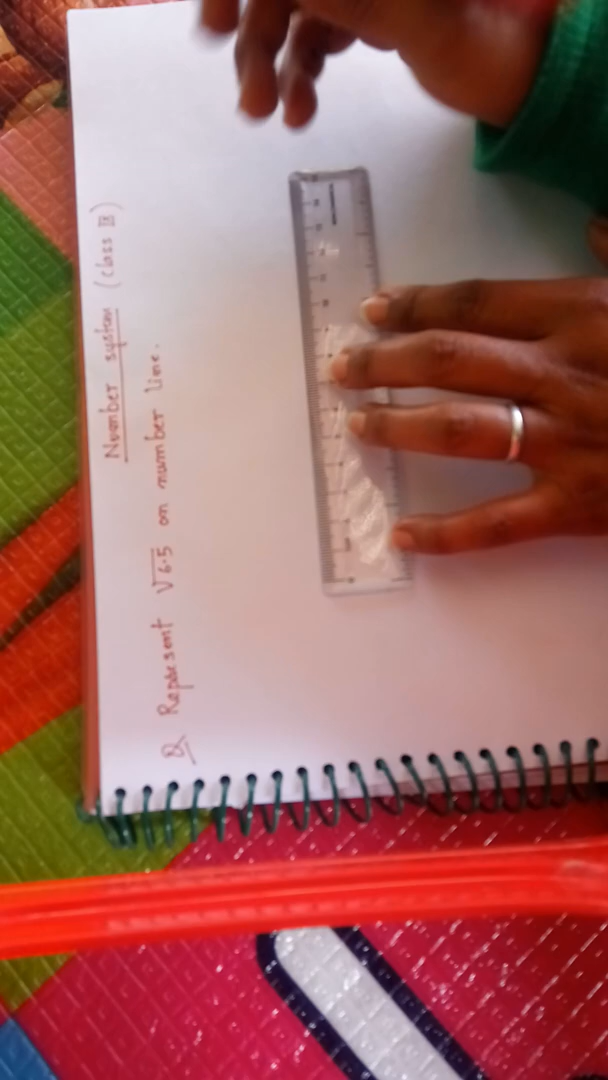 Number system (Class IX)
Q Represent √6.5 on number line.